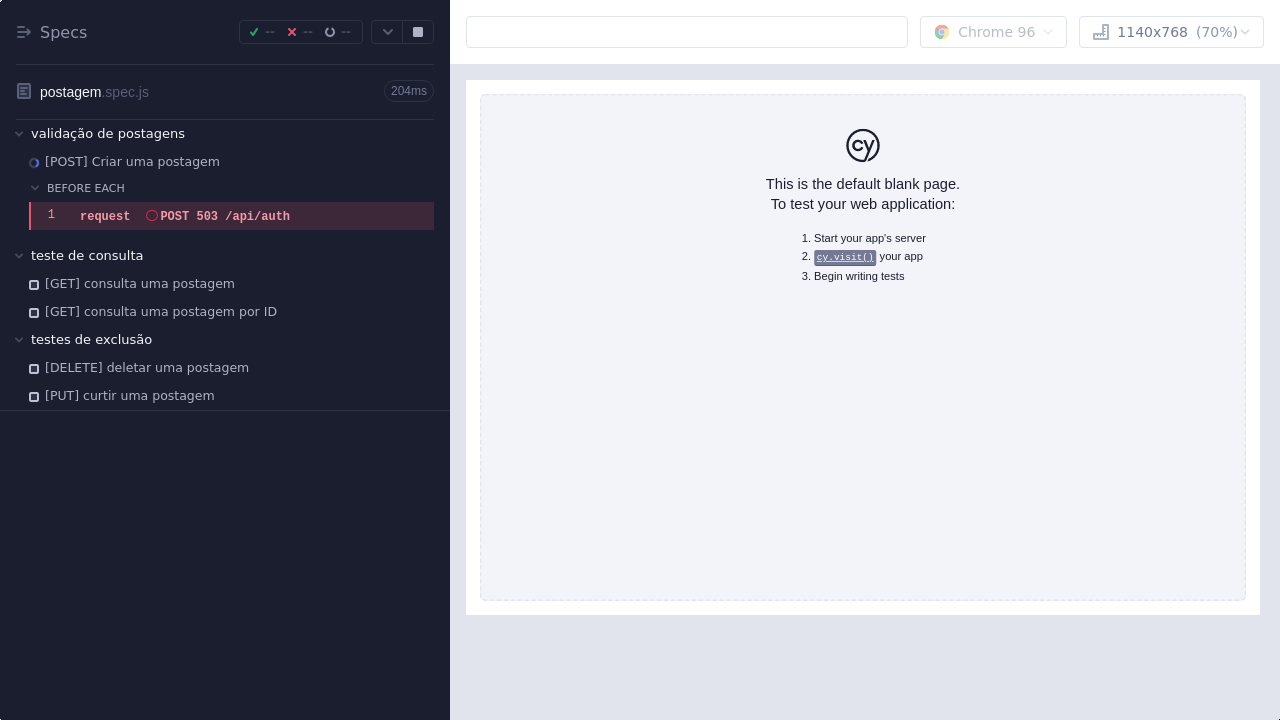 Specs
--
--
--
postagem.spec.js
204ms
validação de postagens
[POST] Criar uma postagem
BEFORE EACH
1 request POST 503 /api/auth
teste de consulta
[GET] consulta uma postagem
[GET] consulta uma postagem por ID
testes de exclusão
[DELETE] deletar uma postagem
[PUT] curtir uma postagem
Chrome 96
1140x768 (70%)
cy
This is the default blank page.
To test your web application:
1. Start your app's server
2. cy.visit() your app
3. Begin writing tests